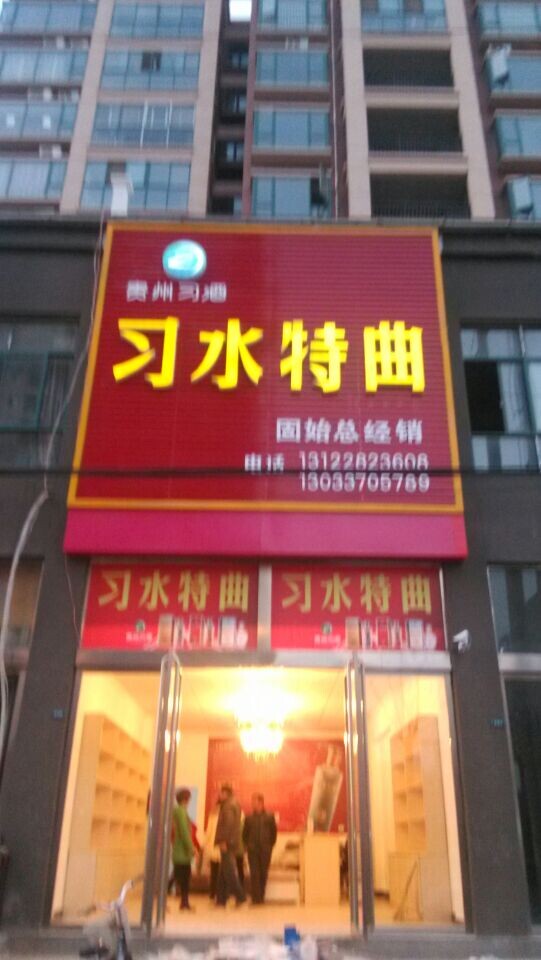 贵州习酒
习水特曲
固始总经销
电话 13122823608
13033705789
习水特曲 习水特曲